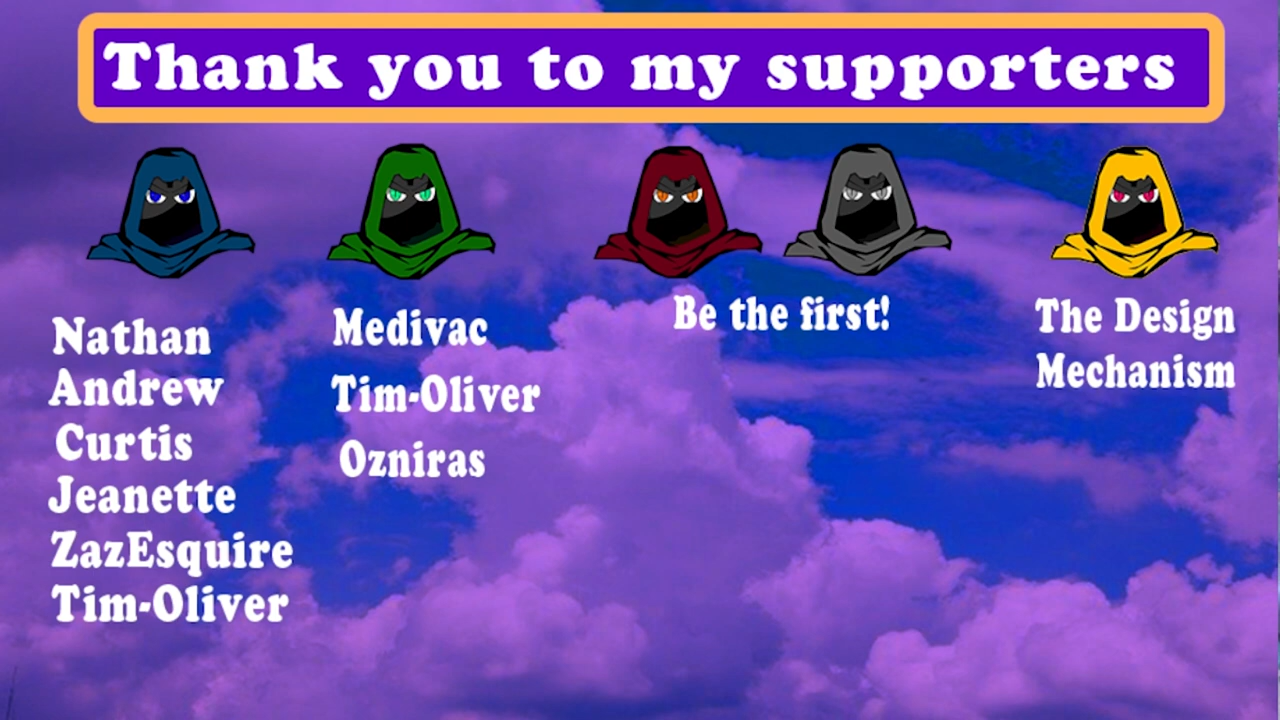 Thank you to my supporters
Nathan
Andrew
Curtis
Jeanette
ZazEsquire
Tim-Oliver
Medivac
Tim-Oliver
Ozniras
Be the first!
The Design
Mechanism